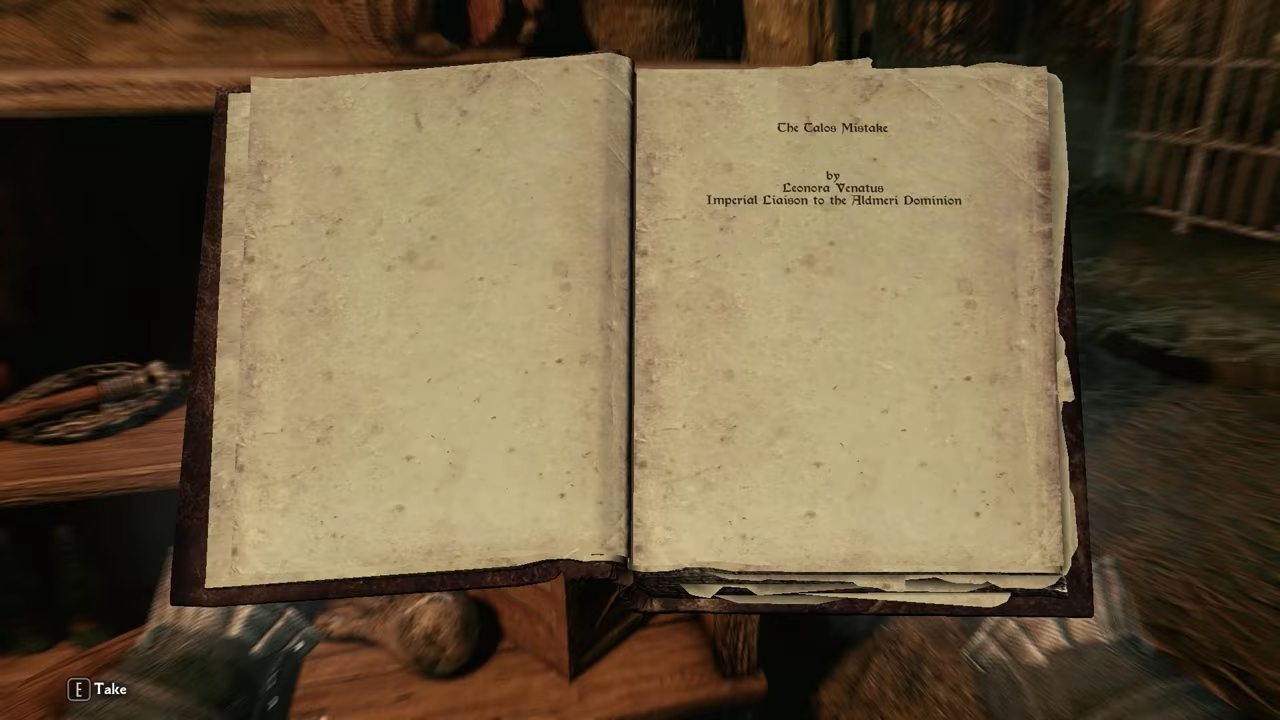 The Talos Mistake
by
Leonora Venatus
Imperial Liaison to the Aldmeri Dominion
E Take